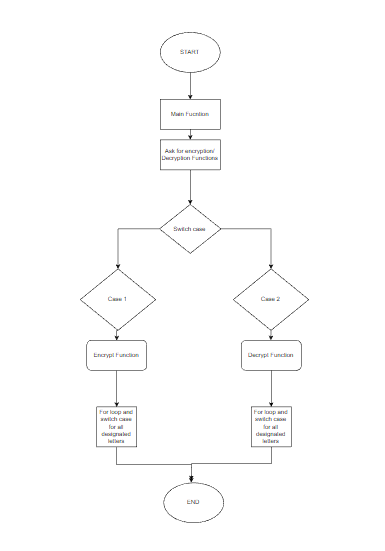 START
Main Fucntion
Ask for encryption/
Decryption Functions
Switch case
Case 1
Case 2
Encrypt Function
Decrypt Function
For loop and
switch case
for all
designated
letters
For loop and
switch case
for all
designated
letters
END